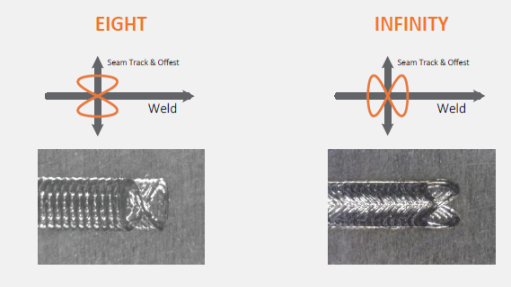 EIGHT
Seam Track & Offest
Weld
INFINITY
Seam Track & Offest
Weld